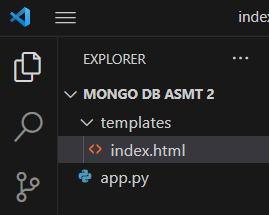 index
EXPLORER
MONGO DB ASMT 2
templates
index.html
app.py